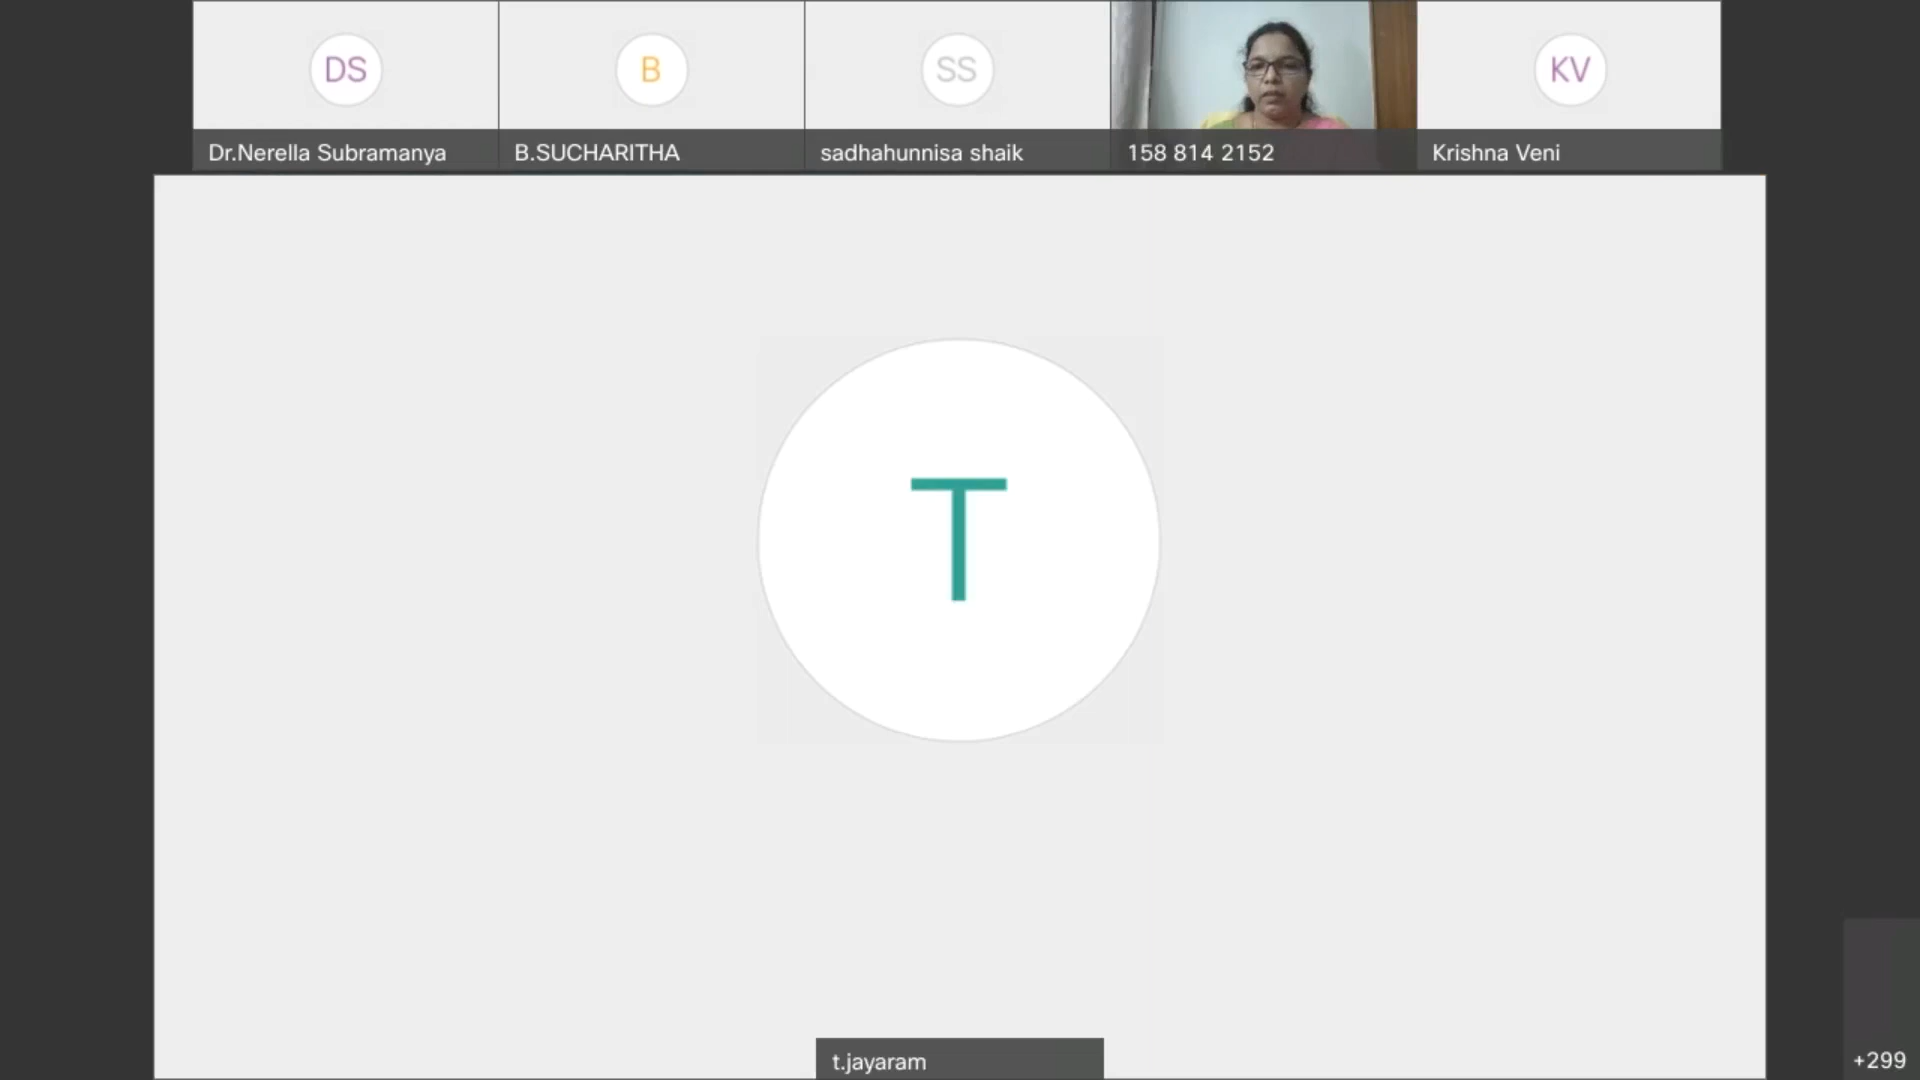 DS
B
SS
KV
Dr.Nerella Subramanya
B.SUCHARITHA
sadhahunnisa shaik
158 814 2152
Krishna Veni
T
t.jayaram
+299